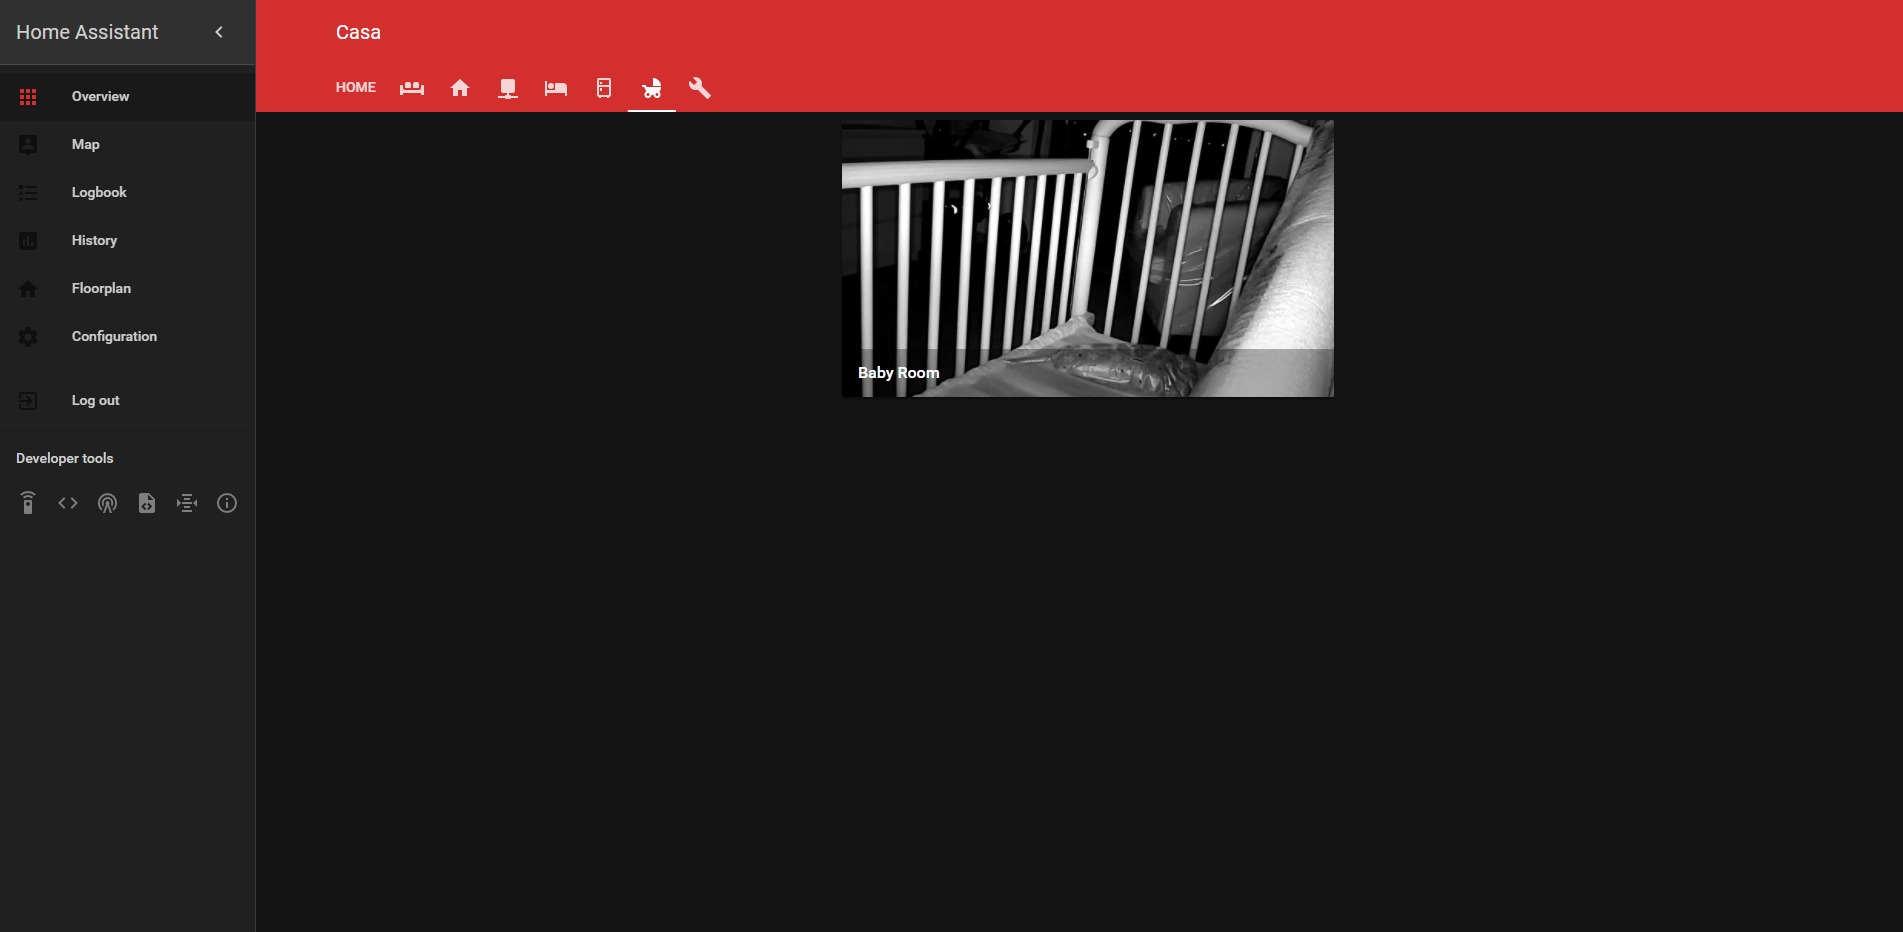 Home Assistant
Casa
HOME
Overview
Map
Logbook
History
Floorplan
Configuration
Log out
Developer tools
Baby Room